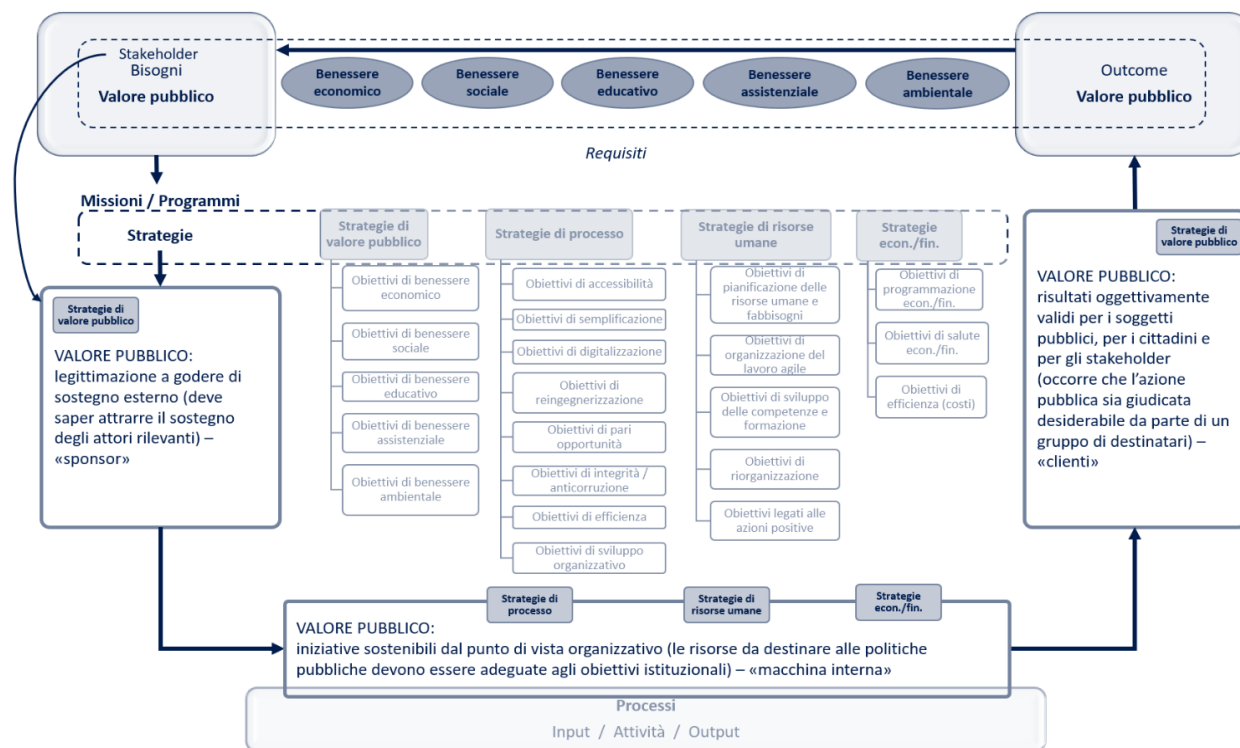 Stakeholder
Bisogni
Valore pubblico
Benessere
economico
Benessere
sociale
Benessere
educativo
Benessere
assistenziale
Benessere
ambientale
Outcome
Valore pubblico
Requisiti
Missioni / Programmi
Strategie
Strategie di
valore pubblico
Obiettivi di benessere
economico
Obiettivi di benessere
sociale
Obiettivi di benessere
educativo
Obiettivi di benessere
assistenziale
Obiettivi di benessere
ambientale
Strategie di processo
Obiettivi di accessibilità
Obiettivi di semplificazione
Obiettivi di digitalizzazione
Obiettivi di
reingegnerizzazione
Obiettivi di pari
opportunità
Obiettivi di integrità /
anticorruzione
Obiettivi di efficienza
Obiettivi di sviluppo
organizzativo
Strategie di risorse
umane
Obiettivi di
pianificazione delle
risorse umane e
fabbisogni
Obiettivi di
organizzazione del
lavoro agile
Obiettivi di sviluppo
delle competenze e
formazione
Obiettivi di
riorganizzazione
Obiettivi legati alle
azioni positive
Strategie
econ./fin.
Obiettivi di
programmazione
econ./fin.
Obiettivi di salute
econ./fin.
Obiettivi di
efficienza (costi)
Strategie di
valore pubblico
VALORE PUBBLICO:
legittimazione a godere di
sostegno esterno (deve
saper attrarre il sostegno
degli attori rilevanti) –
«sponsor»
Strategie di
valore pubblico
VALORE PUBBLICO:
risultati oggettivamente
validi per i soggetti
pubblici, per i cittadini e
per gli stakeholder
(occorre che l’azione
pubblica sia giudicata
desiderabile da parte di un
gruppo di destinatari) –
«clienti»
Strategie di
processo
Strategie di
risorse umane
Strategie
econ./fin.
VALORE PUBBLICO:
iniziative sostenibili dal punto di vista organizzativo (le risorse da destinare alle politiche
pubbliche devono essere adeguate agli obiettivi istituzionali) – «macchina interna»
Processi
Input / Attività / Output